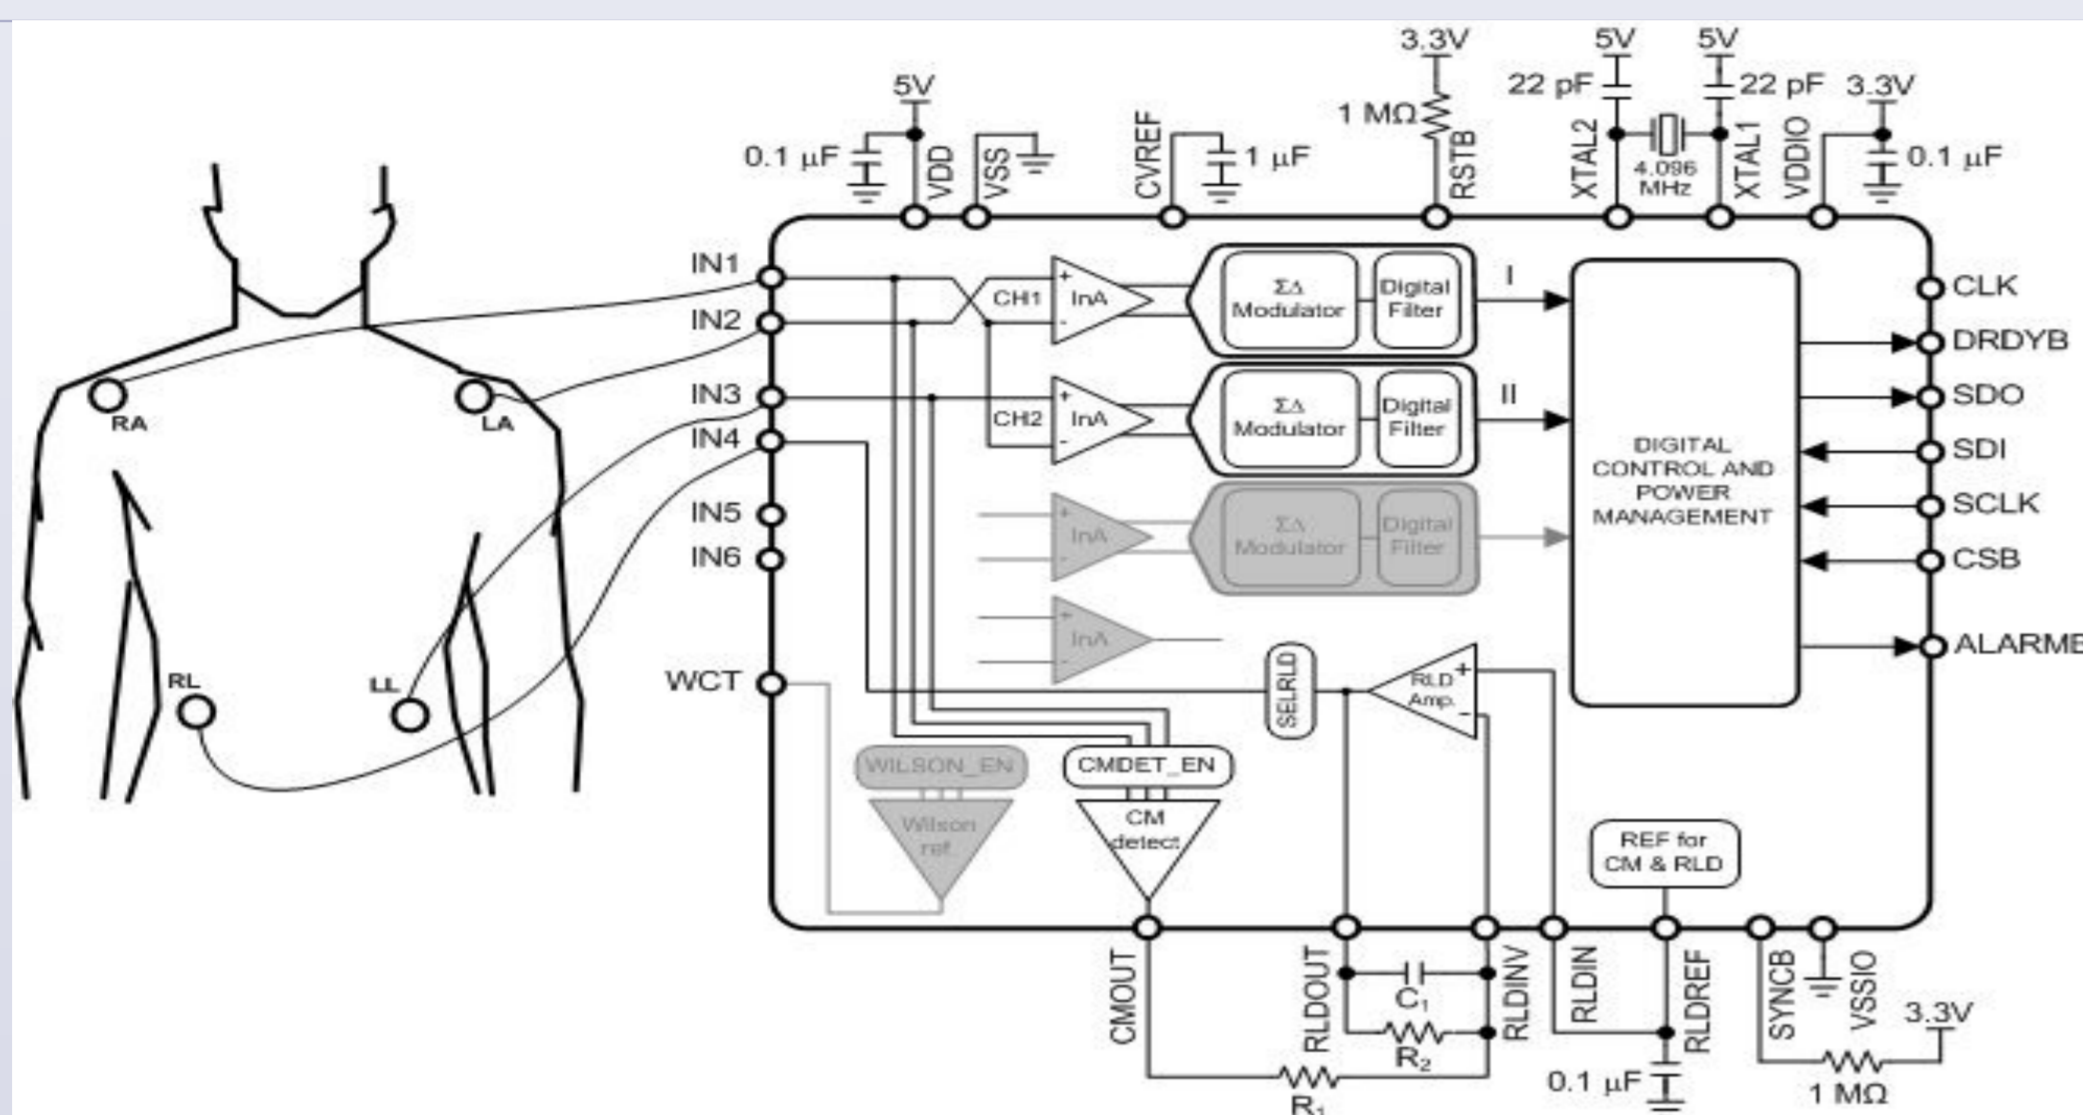 3.3V
5V
5V
22 pF
22 pF
3.3V
5V
1 MΩ
0.1 µF
VDD
VSS
CVREF
1 µF
RSTB
XTAL2
4.096
MHz
XTAL1
VDDIO
0.1 µF
IN1
IN2
IN3
IN4
IN5
IN6
WCT
RA
LA
RL
LL
CH1
+
-
InA
ΣΔ
Modulator
Digital
Filter
I
CH2
+
-
InA
ΣΔ
Modulator
Digital
Filter
II
+
-
InA
ΣΔ
Modulator
Digital
Filter
+
-
InA
DIGITAL
CONTROL AND
POWER
MANAGEMENT
CLK
DRDYB
SDO
SDI
SCLK
CSB
ALARMB
SELRLD
RLD
Amp.
+
-
WILSON_EN
Wilson
ref.
CMDET_EN
CM
detect
REF for
CM & RLD
CMOUT
RLDOUT
RLDINV
RLDIN
RLDREF
SYNCB
VSSIO
C1
R2
R1
0.1 µF
3.3V
1 MΩ